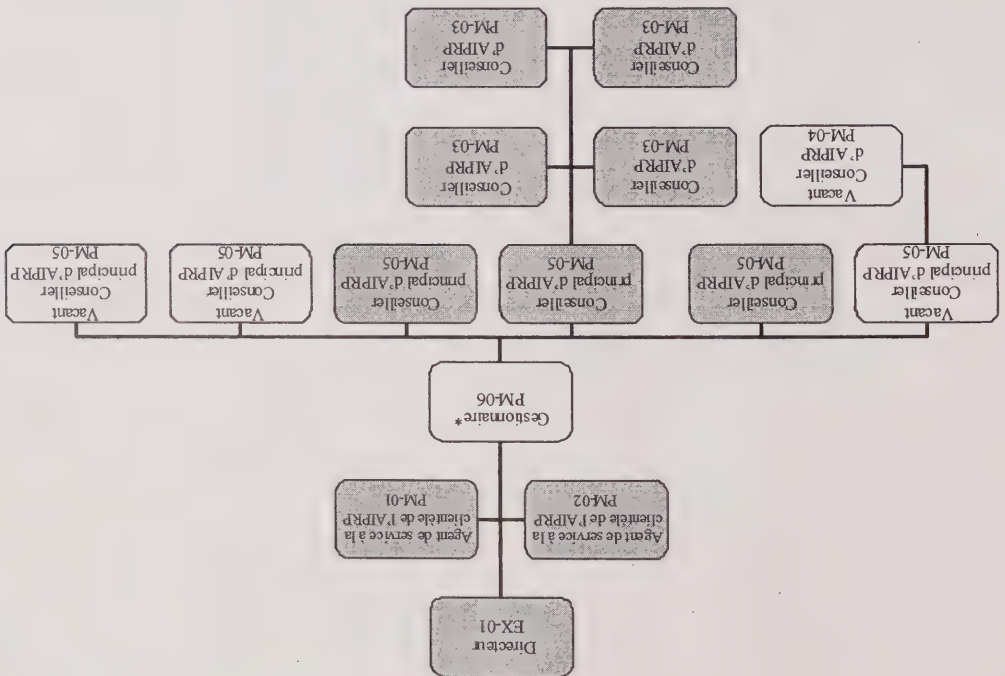 Directeur
EX-01
Agent de service à la
clientèle de l'AIPRP
PM-02
Agent de service à la
clientèle de l'AIPRP
PM-01
Gestionnaire*
PM-06
Vacant
Conseiller
principal d'AIPRP
PM-05
Conseiller
principal d'AIPRP
PM-05
Conseiller
principal d'AIPRP
PM-05
Conseiller
principal d'AIPRP
PM-05
Vacant
Conseiller
principal d'AIPRP
PM-05
Vacant
Conseiller
principal d'AIPRP
PM-05
Vacant
Conseiller
d'AIPRP
PM-04
Conseiller
d'AIPRP
PM-03
Conseiller
d'AIPRP
PM-03
Conseiller
d'AIPRP
PM-03
Conseiller
d'AIPRP
PM-03